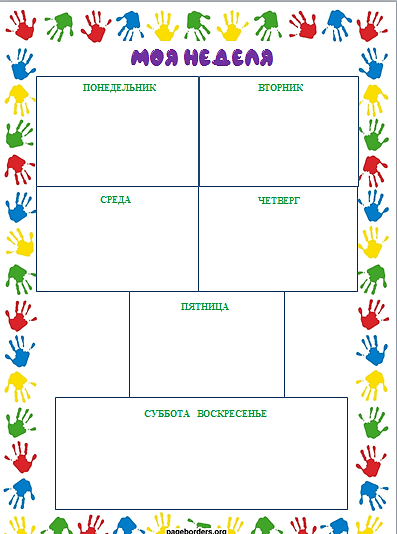 МОЯ НЕДЕЛЯ
ПОНЕДЕЛЬНИК
ВТОРНИК
СРЕДА
ЧЕТВЕРГ
ПЯТНИЦА
СУББОТА ВОСКРЕСЕНЬЕ
pageborders.org